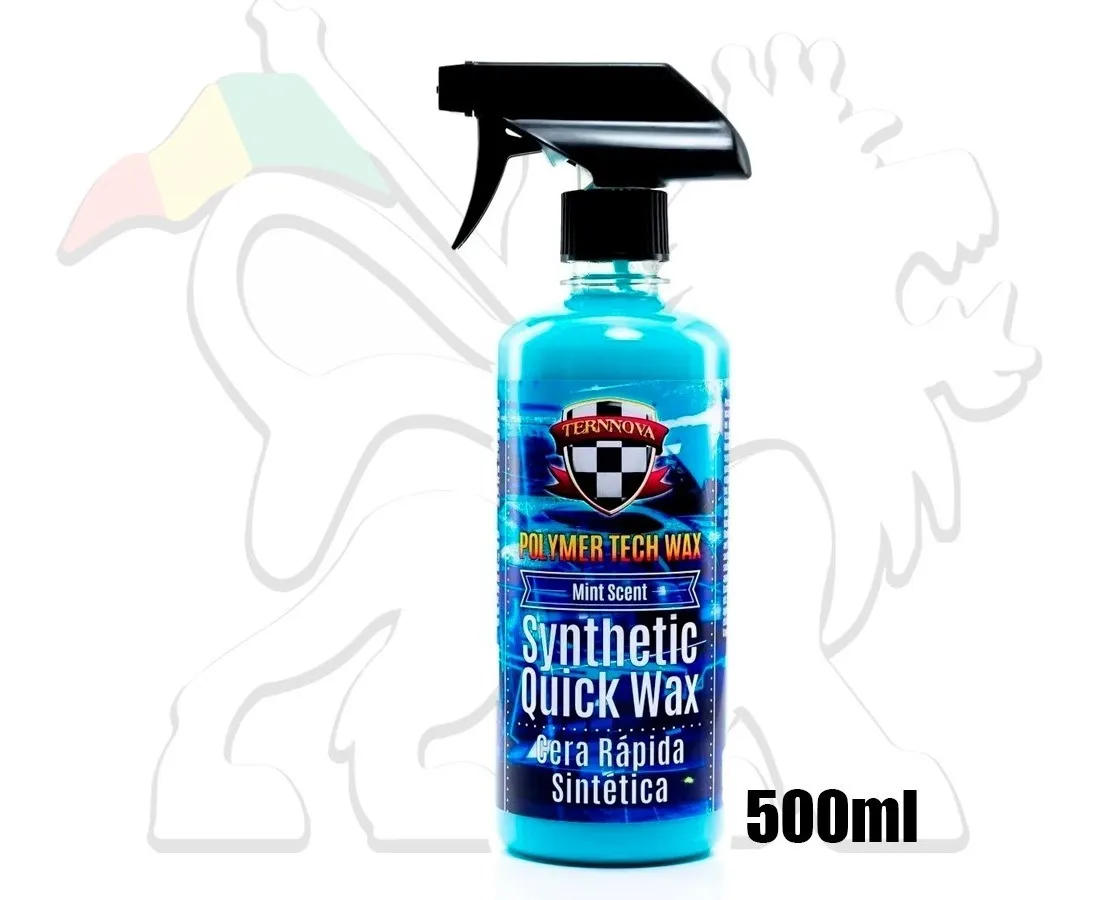 TERNNOVA
POLYMER TECH WAX
Mint Scent
Synthetic
Quick Wax
Cera Rápida
Sintética
500ml